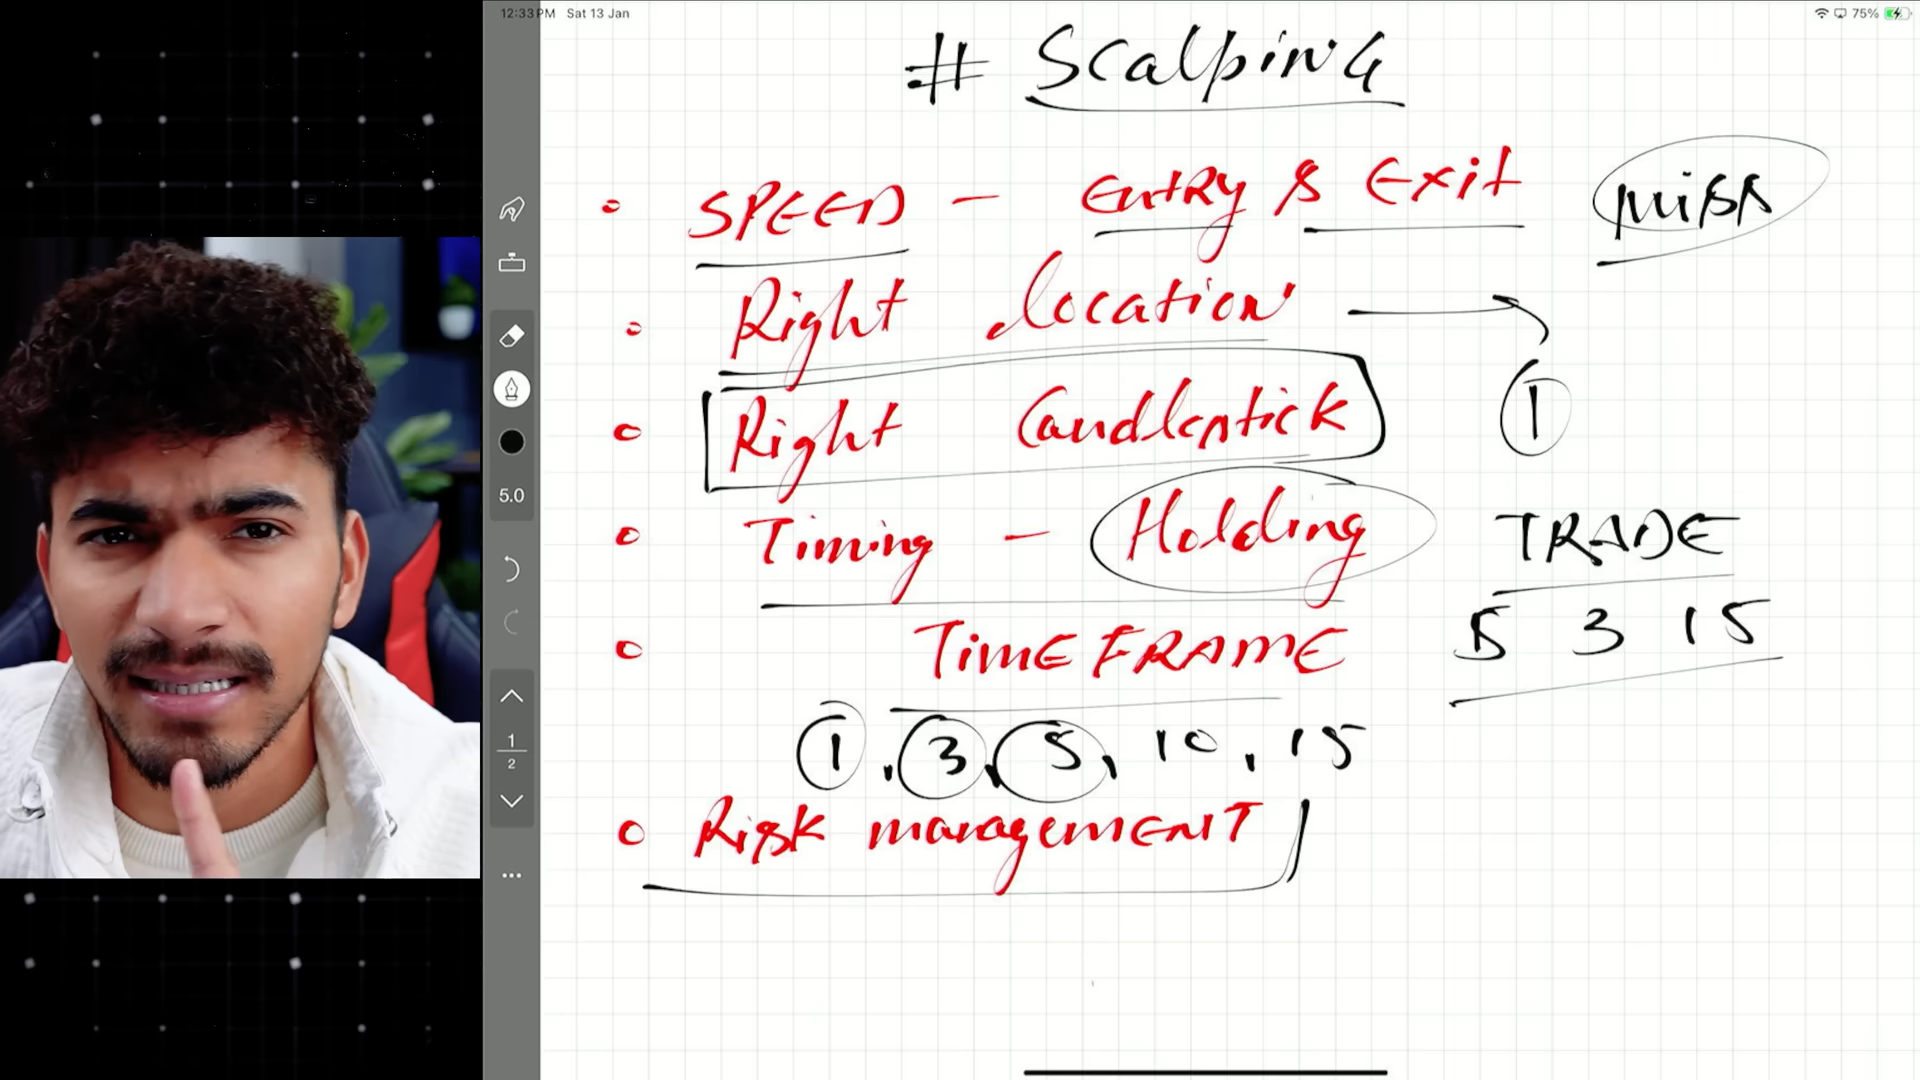 12:33 PM Sat 13 Jan
75%
# Scalping
SPEED - Entry & Exit miss
Right location
Right Candlestick 1
Timing - Holding TRADE
5.0
TimE FRAME 5 3 15
1, 3, 5, 10, 15
1
2
Risk management